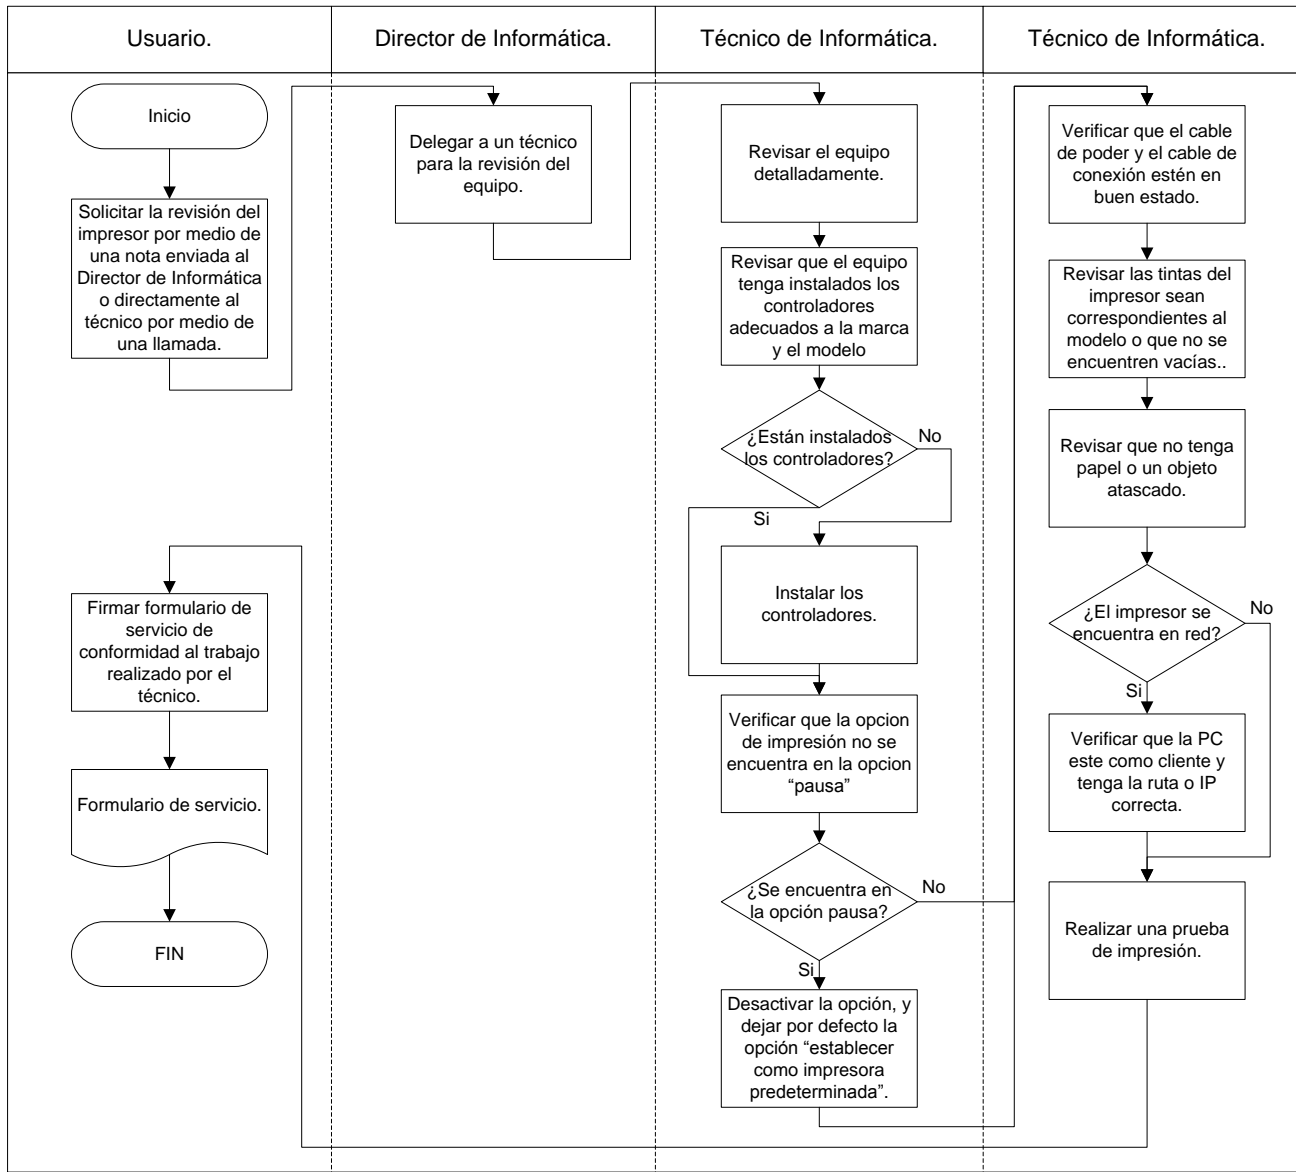 Usuario.
Director de Informática.
Técnico de Informática.
Técnico de Informática.
Inicio
Solicitar la revisión del
impresor por medio de
una nota enviada al
Director de Informática
o directamente al
técnico por medio de
una llamada.
Firmar formulario de
servicio de
conformidad al trabajo
realizado por el
técnico.
Formulario de servicio.
FIN
Delegar a un técnico
para la revisión del
equipo.
Revisar el equipo
detalladamente.
Revisar que el equipo
tenga instalados los
controladores
adecuados a la marca
y el modelo
¿Están instalados
los controladores?
No
Si
Instalar los
controladores.
Verificar que la opcion
de impresión no se
encuentra en la opcion
“pausa”
¿Se encuentra en
la opción pausa?
No
Si
Desactivar la opción, y
dejar por defecto la
opción “establecer
como impresora
predeterminada”.
Verificar que el cable
de poder y el cable de
conexión estén en
buen estado.
Revisar las tintas del
impresor sean
correspondientes al
modelo o que no se
encuentren vacías..
Revisar que no tenga
papel o un objeto
atascado.
¿El impresor se
encuentra en red?
No
Si
Verificar que la PC
este como cliente y
tenga la ruta o IP
correcta.
Realizar una prueba
de impresión.